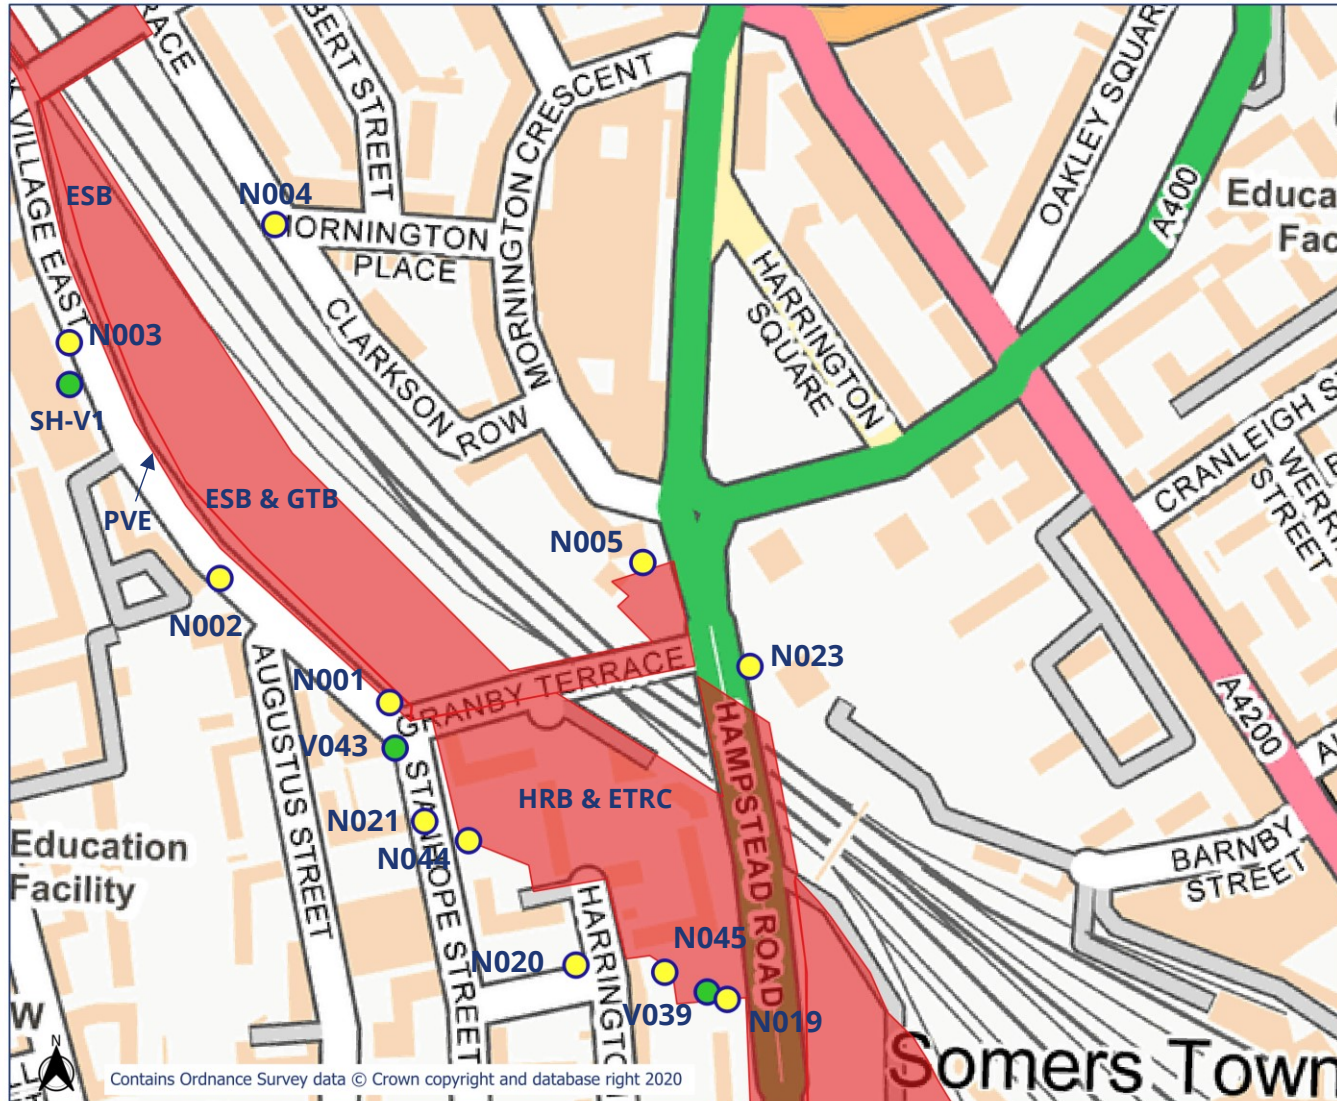 RACE
BERT STREET
MORNINGTON CRESCENT
OAKLEY SQUAR
A400
Educa
Fac
VILLAGE EAST
ESB
N004
MORNINGTON
PLACE
HARRINGTON
SQUARE
N003
SH-V1
CLARKSON
ROW
CRANLEIGH S
WERR
STREET
ESB & GTB
PVE
N005
N002
N023
N001
GRANBY TERRACE
A4200
AUGUSTUS STREET
V043
STANHOPE STREET
HRB & ETRC
HAMPSTEAD ROAD
N021
N044
Education
Facility
BARNBY
STREET
HARRINGTO
N045
N020
V039
N019
W
N
Somers Town
Contains Ordnance Survey data © Crown copyright and database right 2020